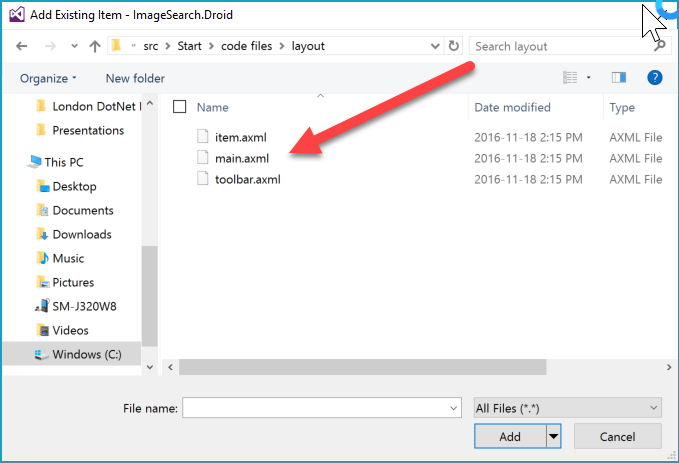 Add Existing Item - ImageSearch.Droid
« src › Start › code files › layout
Search layout
Organize
New folder
London DotNet
Presentations
This PC
Desktop
Documents
Downloads
Music
Pictures
SM-J320W8
Videos
Windows (C:)
Name Date modified Type
item.axml 2016-11-18 2:15 PM AXML File
main.axml 2016-11-18 2:15 PM AXML File
toolbar.axml 2016-11-18 2:15 PM AXML File
File name:
All Files (*.*)
Add
Cancel